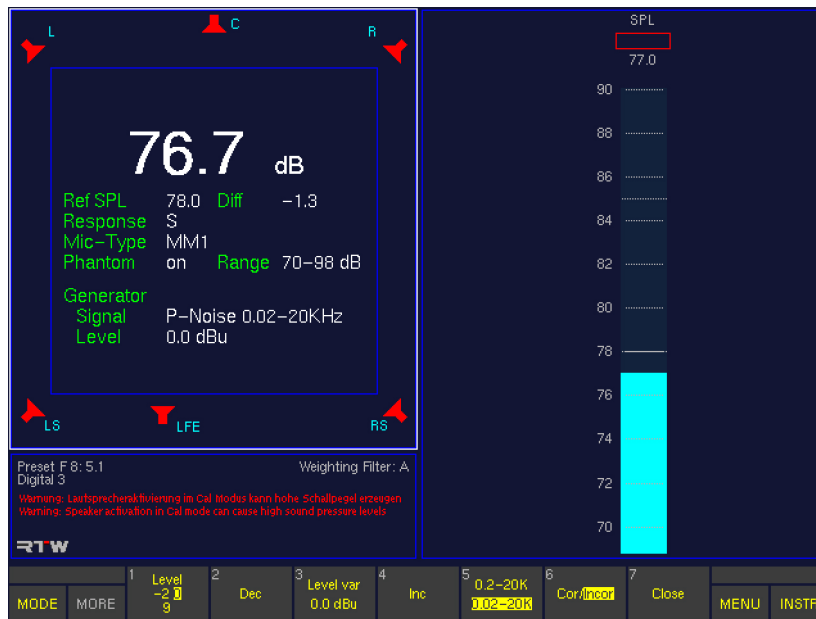 L
C
R
76.7 dB
Ref SPL 78.0 Diff −1.3
Response S
Mic−Type MM1
Phantom on Range 70−98 dB
Generator
Signal P−Noise 0.02−20KHz
Level 0.0 dBu
LS
LFE
RS
Preset F 8: 5.1 Weighting Filter: A
Digital 3
Warnung: Lautsprecheraktivierung im Cal Modus kann hohe Schallpegel erzeugen
Warning: Speaker activation in Cal mode can cause high sound pressure levels
RTW
SPL
77.0
90
88
86
84
82
80
78
76
74
72
70
MODE
MORE
1 Level
−2 0
9
2 Dec
3 Level var
0.0 dBu
4 Inc
5 0.2−20K
0.02−20K
6 Cor/Incor
7 Close
MENU
INSTR